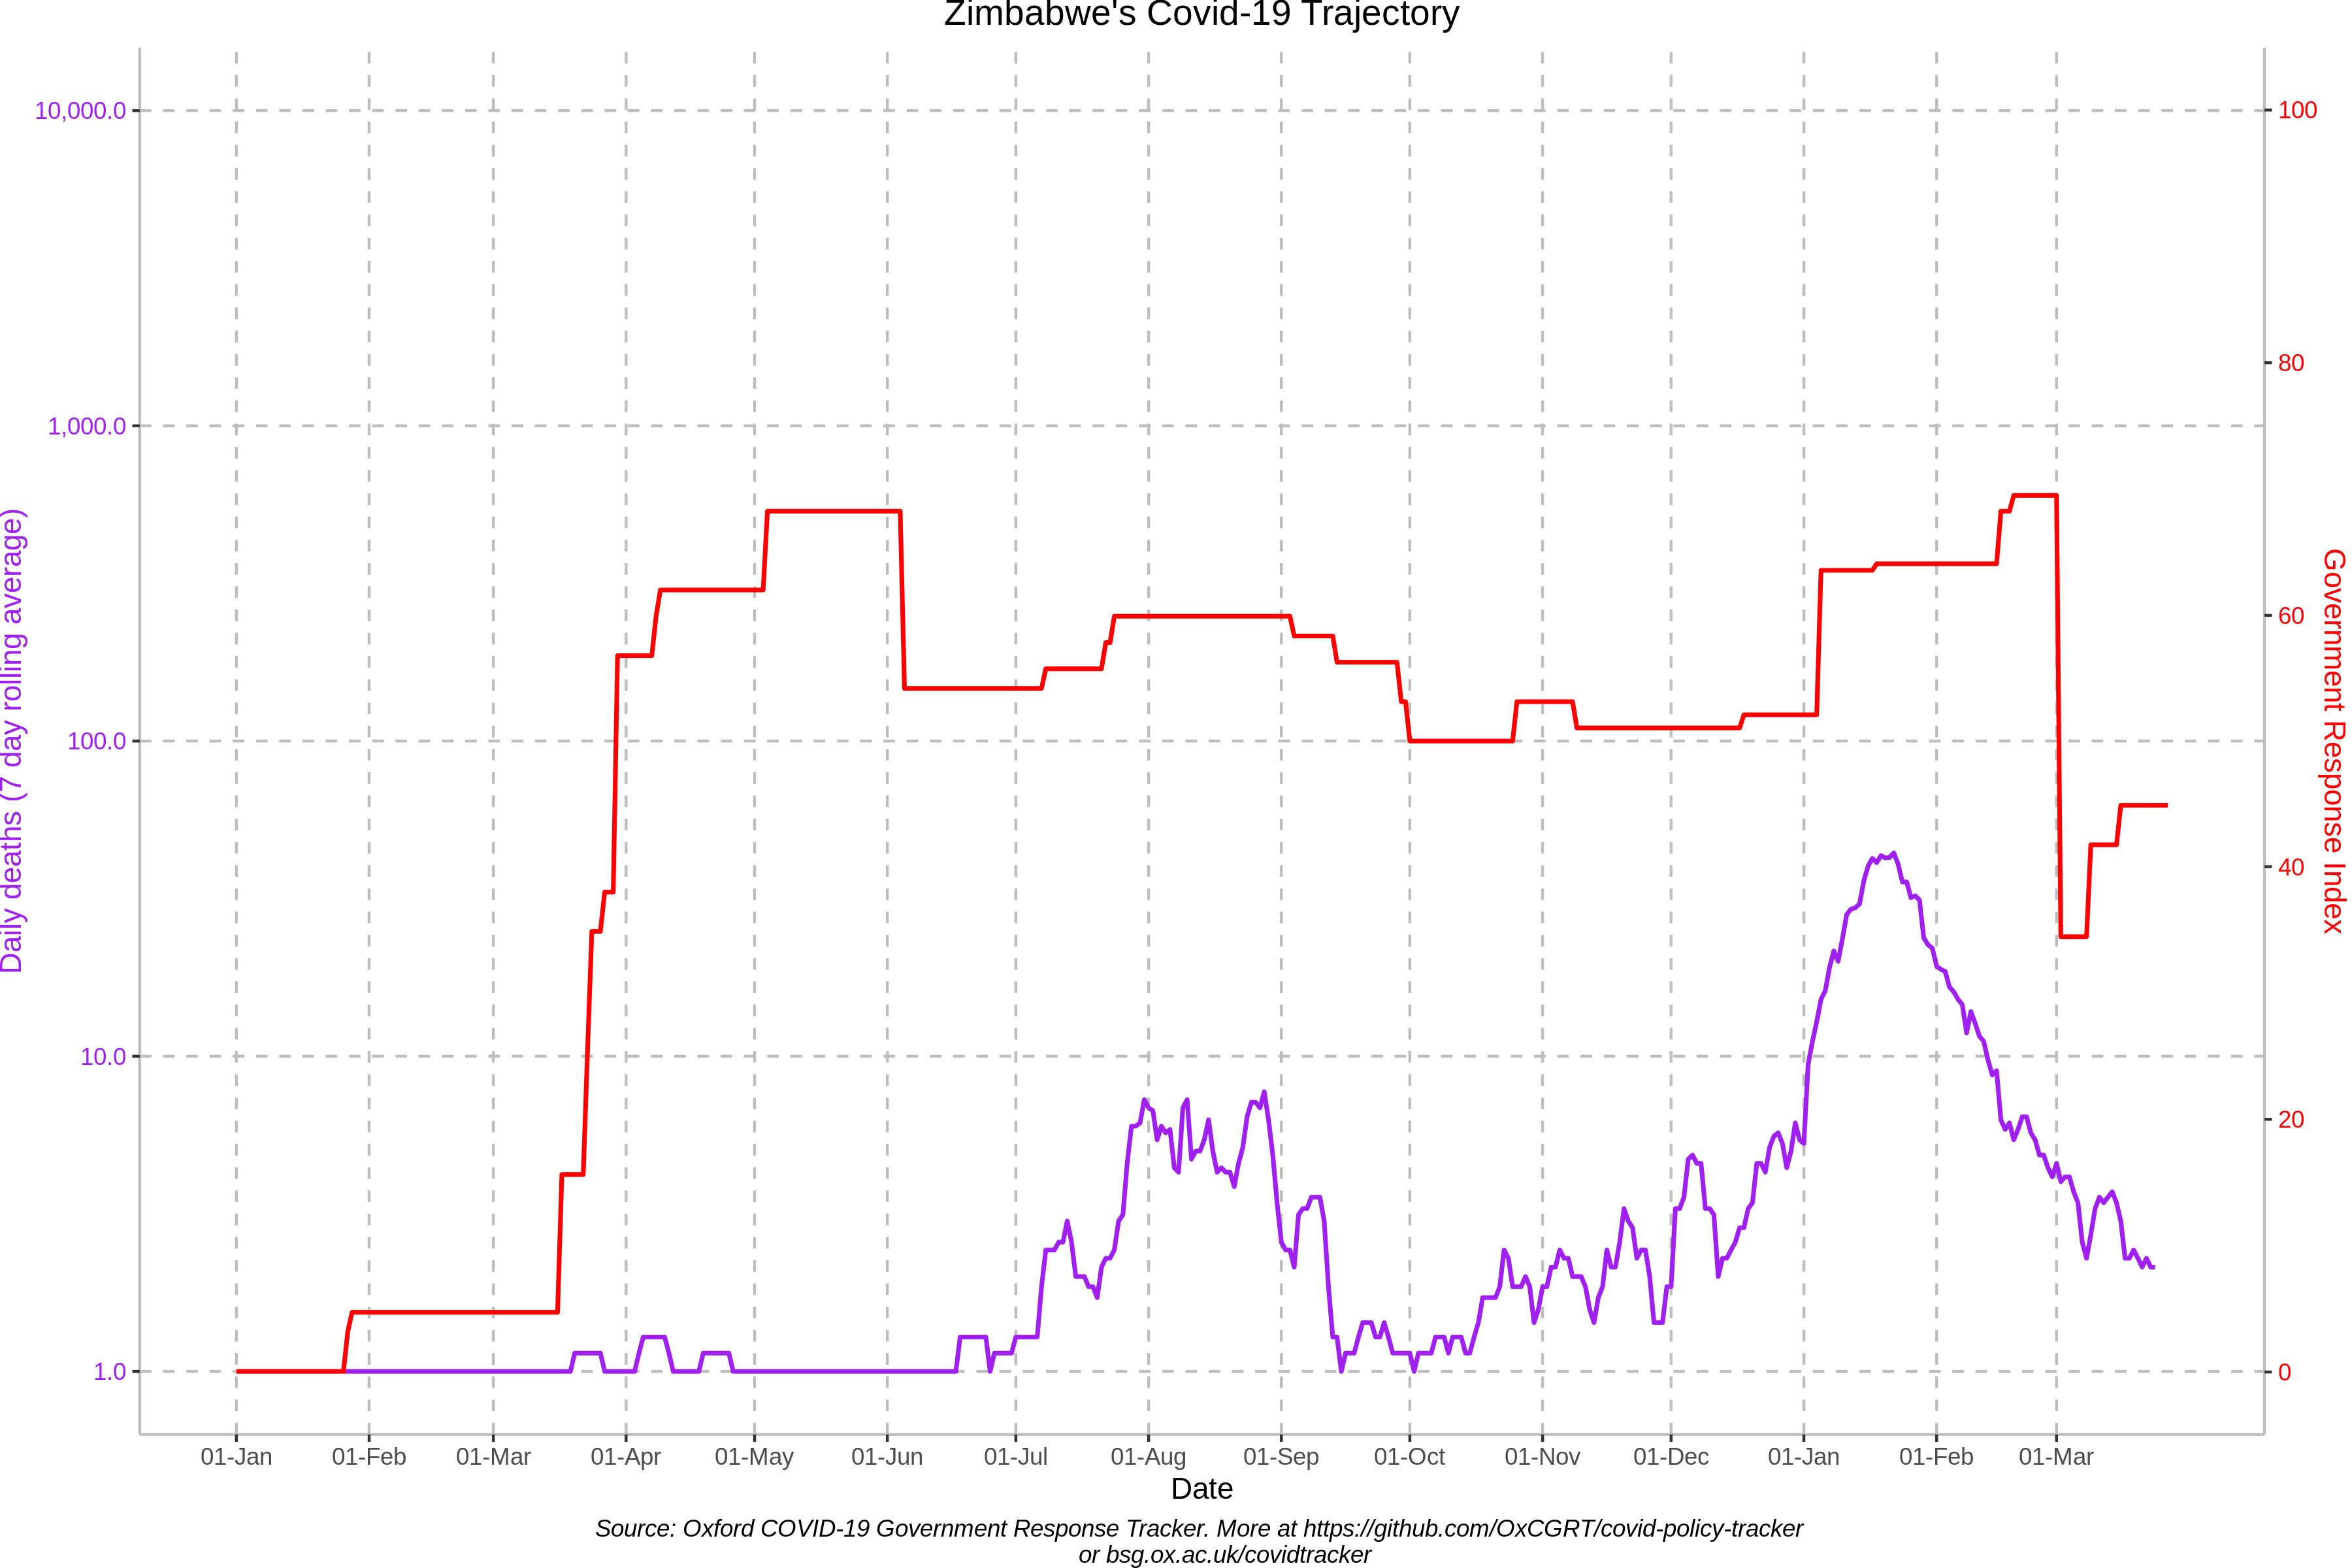 Zimbabwe's Covid-19 Trajectory
Daily deaths (7 day rolling average)
10,000.0
1,000.0
100.0
10.0
1.0
100
80
60
40
20
0
Government Response Index
01-Jan
01-Feb
01-Mar
01-Apr
01-May
01-Jun
01-Jul
01-Aug
01-Sep
01-Oct
01-Nov
01-Dec
01-Jan
01-Feb
01-Mar
Date
Source: Oxford COVID-19 Government Response Tracker. More at https://github.com/OxCGRT/covid-policy-tracker
or bsg.ox.ac.uk/covidtracker